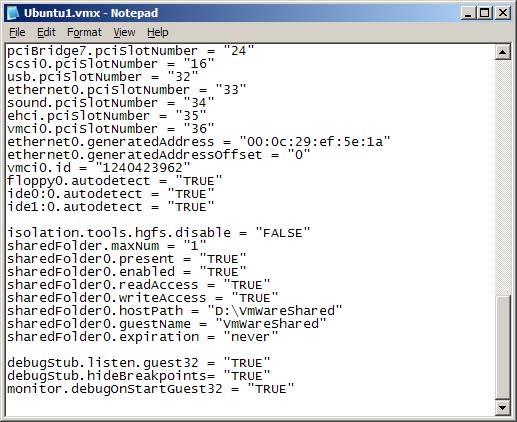 Ubuntu1.vmx - Notepad
File Edit Format View Help
pciBridge7.pciSlotNumber = "24"
scsi0.pciSlotNumber = "16"
usb.pciSlotNumber = "32"
ethernet0.pciSlotNumber = "33"
sound.pciSlotNumber = "34"
ehci.pciSlotNumber = "35"
vmci0.pciSlotNumber = "36"
ethernet0.generatedAddress = "00:0c:29:ef:5e:1a"
ethernet0.generatedAddressOffset = "0"
vmci0.id = "1240423962"
floppy0.autodetect = "TRUE"
ide0:0.autodetect = "TRUE"
ide1:0.autodetect = "TRUE"
isolation.tools.hgfs.disable = "FALSE"
sharedFolder.maxNum = "1"
sharedFolder0.present = "TRUE"
sharedFolder0.enabled = "TRUE"
sharedFolder0.readAccess = "TRUE"
sharedFolder0.writeAccess = "TRUE"
sharedFolder0.hostPath = "D:\VmWareShared"
sharedFolder0.guestName = "VmWareShared"
sharedFolder0.expiration = "never"
debugStub.listen.guest32 = "TRUE"
debugStub.hideBreakpoints= "TRUE"
monitor.debugOnStartGuest32 = "TRUE"